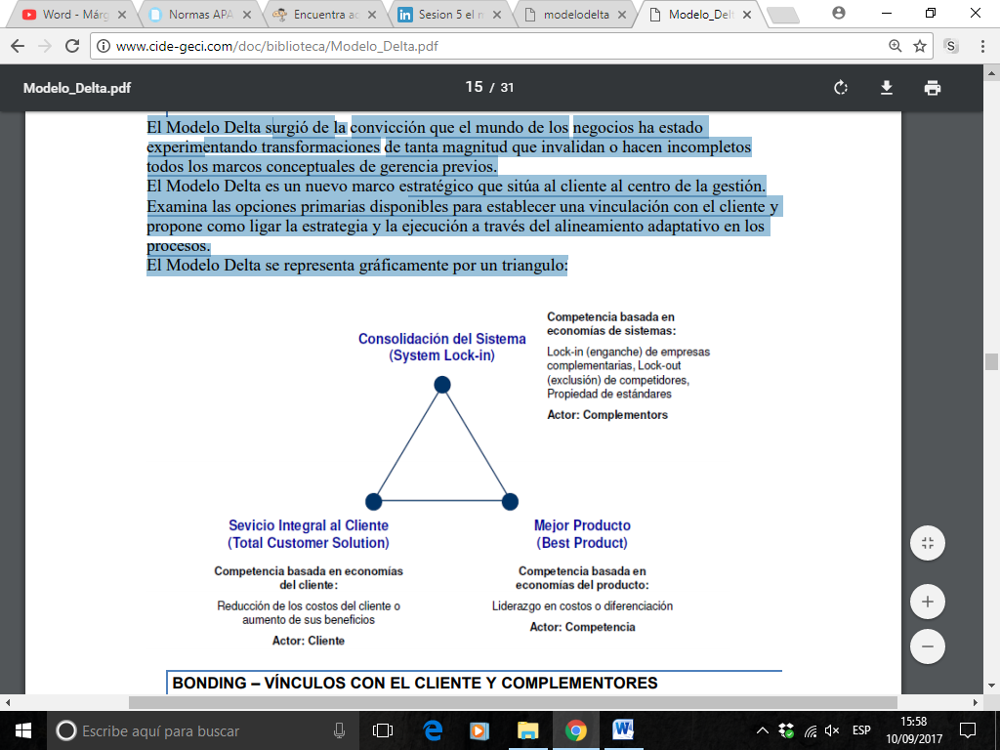 Word - Márg
Normas APA
Encuentra a
Sesion 5 el m
modelodelta
Modelo_Del
www.cide-geci.com/doc/biblioteca/Modelo_Delta.pdf
S
Modelo_Delta.pdf
15 / 31
El Modelo Delta surgió de la convicción que el mundo de los negocios ha estado
experimentando transformaciones de tanta magnitud que invalidan o hacen incompletos
todos los marcos conceptuales de gerencia previos.
El Modelo Delta es un nuevo marco estratégico que sitúa al cliente al centro de la gestión.
Examina las opciones primarias disponibles para establecer una vinculación con el cliente y
propone como ligar la estrategia y la ejecución a través del alineamiento adaptativo en los
procesos.
El Modelo Delta se representa gráficamente por un triangulo:
Consolidación del Sistema
(System Lock-in)
Competencia basada en
economías de sistemas:
Lock-in (enganche) de empresas
complementarias, Lock-out
(exclusión) de competidores,
Propiedad de estándares
Actor: Complementors
Sevicio Integral al Cliente
(Total Customer Solution)
Competencia basada en economías
del cliente:
Reducción de los costos del cliente o
aumento de sus beneficios
Actor: Cliente
Mejor Producto
(Best Product)
Competencia basada en
economías del producto:
Liderazgo en costos o diferenciación
Actor: Competencia
BONDING – VÍNCULOS CON EL CLIENTE Y COMPLEMENTORES
Escribe aquí para buscar
ESP
15:58
10/09/2017